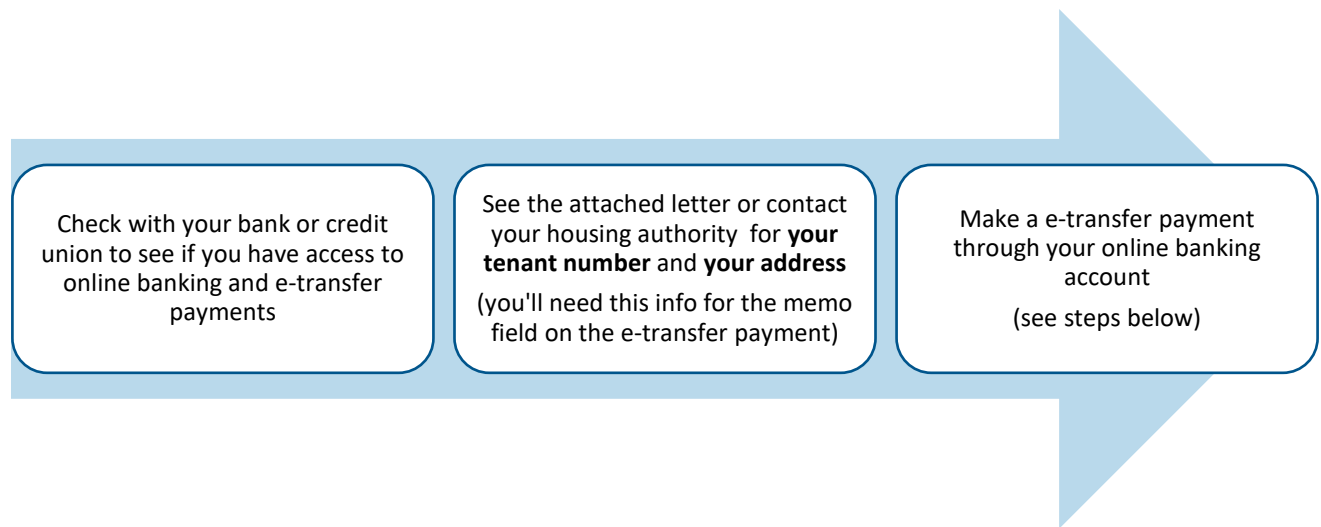 Check with your bank or credit
union to see if you have access to
online banking and e-transfer
payments
See the attached letter or contact
your housing authority for your
tenant number and your address
(you'll need this info for the memo
field on the e-transfer payment)
Make a e-transfer payment
through your online banking
account
(see steps below)